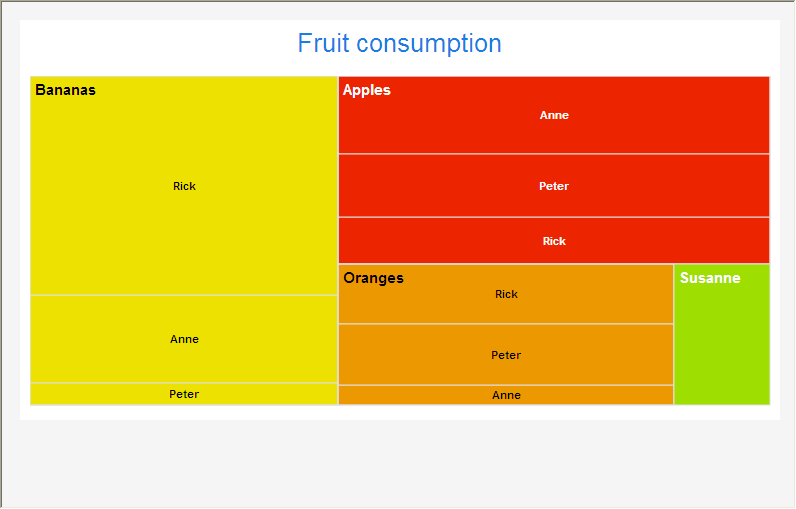 Fruit consumption
Bananas
Rick
Anne
Peter
Apples
Anne
Peter
Rick
Oranges
Rick
Peter
Anne
Susanne